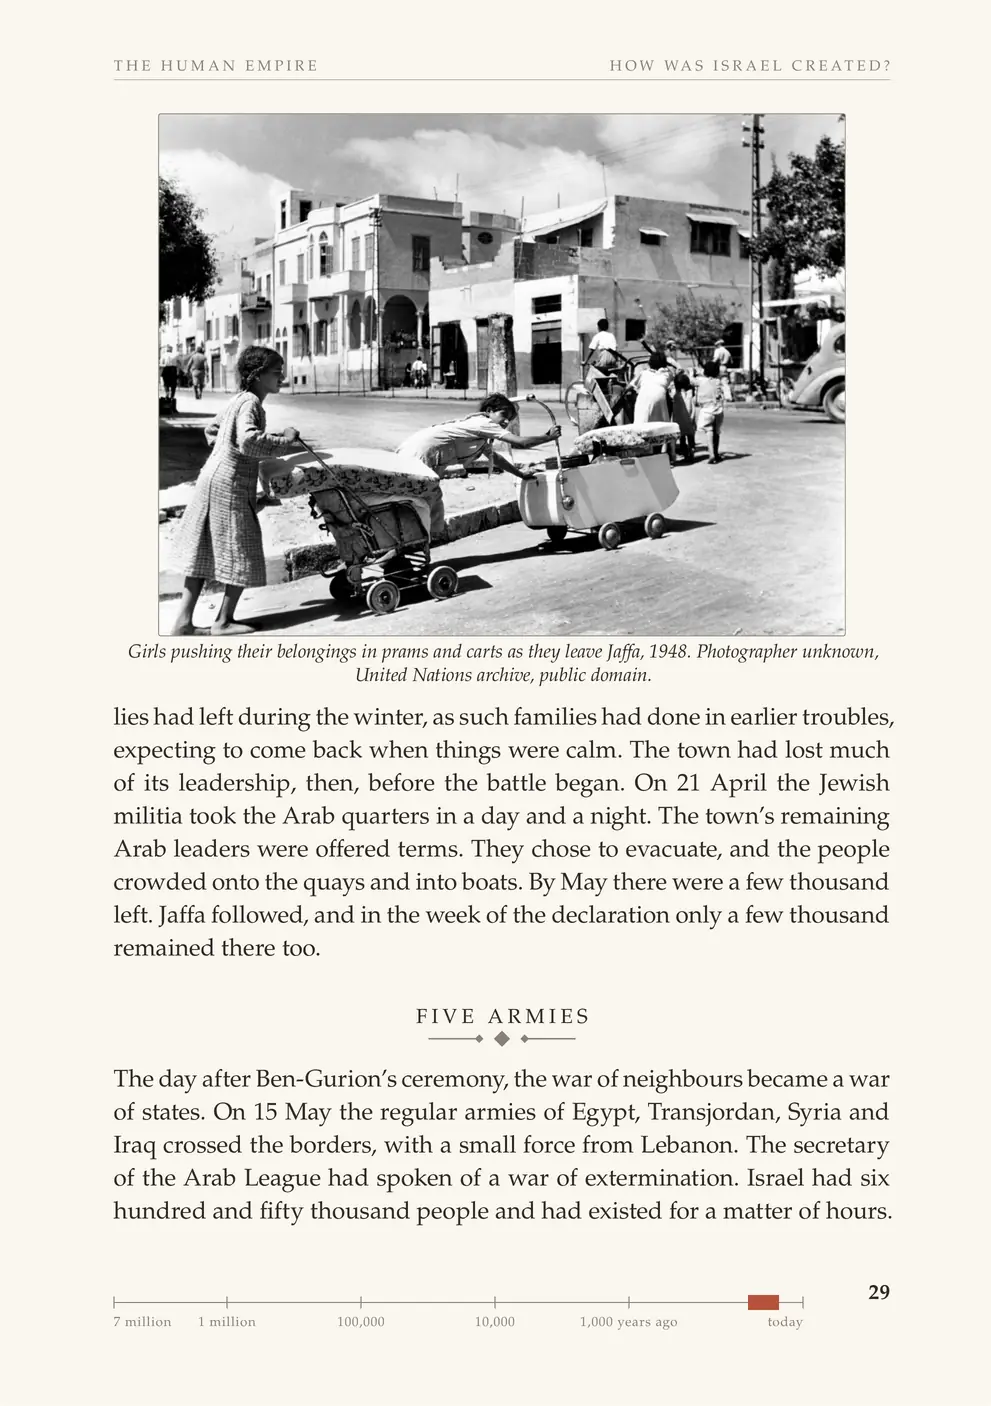 THE HUMAN EMPIRE
HOW WAS ISRAEL CREATED?
Girls pushing their belongings in prams and carts as they leave Jaffa, 1948. Photographer unknown,
United Nations archive, public domain.
lies had left during the winter, as such families had done in earlier troubles,
expecting to come back when things were calm. The town had lost much
of its leadership, then, before the battle began. On 21 April the Jewish
militia took the Arab quarters in a day and a night. The town’s remaining
Arab leaders were offered terms. They chose to evacuate, and the people
crowded onto the quays and into boats. By May there were a few thousand
left. Jaffa followed, and in the week of the declaration only a few thousand
remained there too.
FIVE ARMIES
The day after Ben-Gurion’s ceremony, the war of neighbours became a war
of states. On 15 May the regular armies of Egypt, Transjordan, Syria and
Iraq crossed the borders, with a small force from Lebanon. The secretary
of the Arab League had spoken of a war of extermination. Israel had six
hundred and fifty thousand people and had existed for a matter of hours.
29
7 million 1 million 100,000 10,000 1,000 years ago today